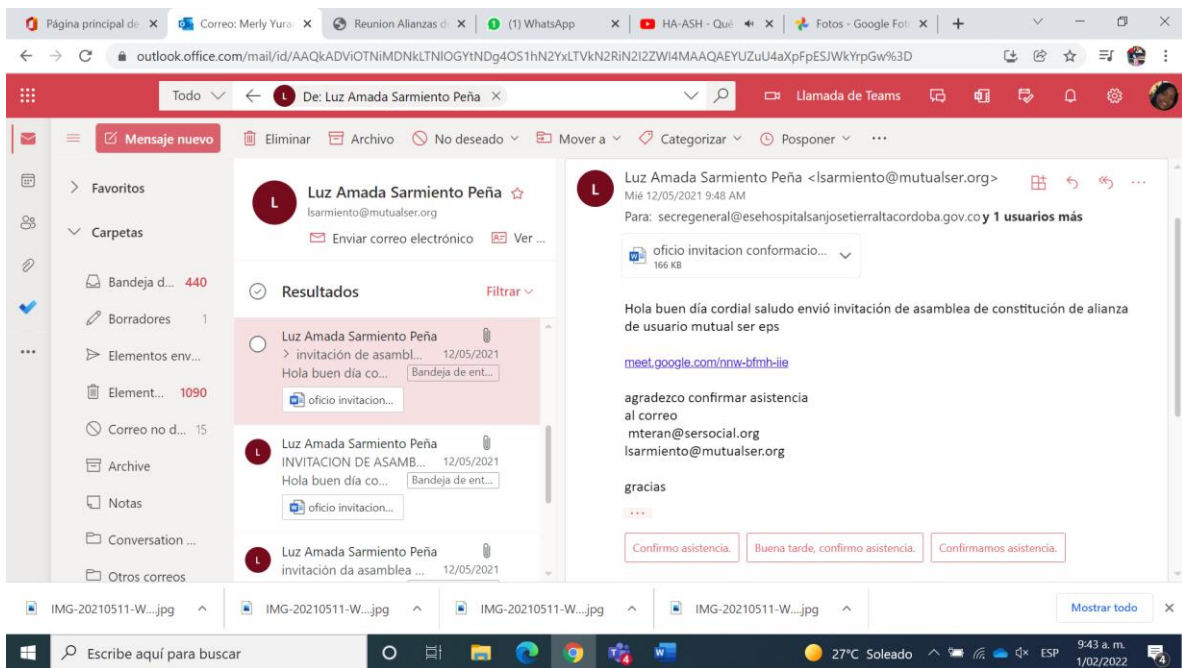 Página principal de
Correo: Merly Yura
Reunion Alianzas d
(1) WhatsApp
HA-ASH - Qué
Fotos - Google Fot
outlook.office.com/mail/id/AAQkADViOTNiMDNkLTNlOGYtNDg4OS1hN2YxLTVkN2RiN2I2ZWI4MAAQAEYUZuU4aXpFpESJWkYrpGw%3D
Todo
L De: Luz Amada Sarmiento Peña
Llamada de Teams
Mensaje nuevo
Eliminar Archivo No deseado Mover a Categorizar Posponer ...
Favoritos
Carpetas
Bandeja d... 440
Borradores 1
Elementos env...
Element... 1090
Correo no d... 15
Archive
Notas
Conversation ...
Otros correos
L
Luz Amada Sarmiento Peña
lsarmiento@mutualser.org
Enviar correo electrónico Ver ...
Resultados Filtrar
Luz Amada Sarmiento Peña
> invitación de asambl... 12/05/2021
Hola buen día co... Bandeja de ent...
oficio invitacion...
L
Luz Amada Sarmiento Peña
INVITACION DE ASAMB... 12/05/2021
Hola buen día co... Bandeja de ent...
oficio invitacion...
L
Luz Amada Sarmiento Peña
invitación da asamblea ... 12/05/2021
L
Luz Amada Sarmiento Peña <lsarmiento@mutualser.org>
Mié 12/05/2021 9:48 AM
Para: secregeneral@esehospitalsanjosetierraltacordoba.gov.co y 1 usuarios más
oficio invitacion conformacio...
166 KB
Hola buen día cordial saludo envió invitación de asamblea de constitución de alianza
de usuario mutual ser eps
meet.google.com/nnw-bfmh-iie
agradezco confirmar asistencia
al correo
mteran@sersocial.org
lsarmiento@mutualser.org
gracias
...
Confirmo asistencia. Buena tarde, confirmo asistencia. Confirmamos asistencia.
IMG-20210511-W....jpg
IMG-20210511-W....jpg
IMG-20210511-W....jpg
IMG-20210511-W....jpg
Mostrar todo
Escribe aquí para buscar
27°C Soleado
ESP
9:43 a. m.
1/02/2022
4